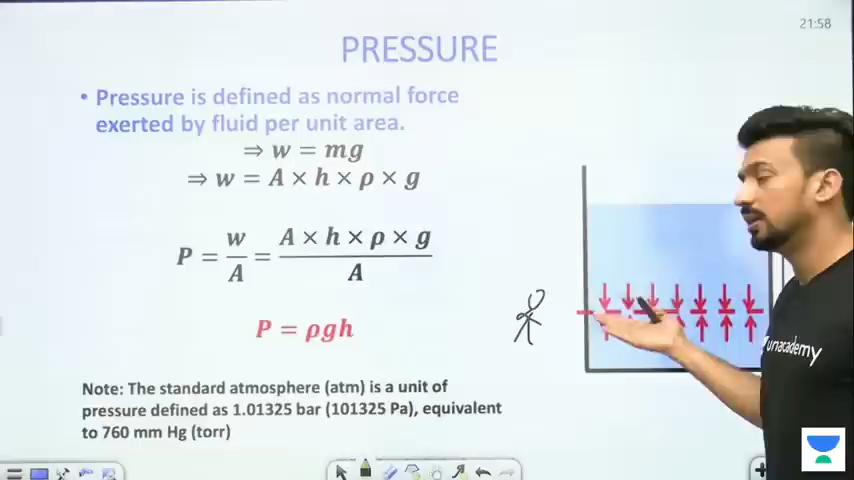 21:58
PRESSURE
• Pressure is defined as normal force
exerted by fluid per unit area.
⇒ w = mg
⇒ w = A × h × ρ × g
P = w/A = (A × h × ρ × g)/A
P = ρgh
Note: The standard atmosphere (atm) is a unit of
pressure defined as 1.01325 bar (101325 Pa), equivalent
to 760 mm Hg (torr)
unacademy